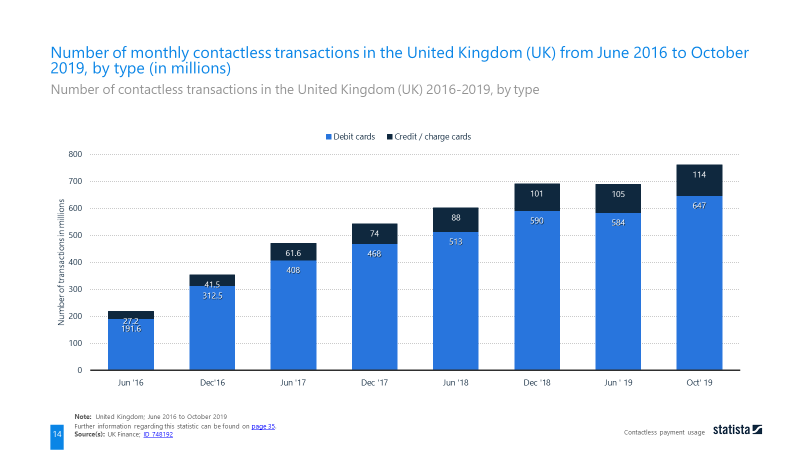 Number of monthly contactless transactions in the United Kingdom (UK) from June 2016 to October
2019, by type (in millions)
Number of contactless transactions in the United Kingdom (UK) 2016-2019, by type
Debit cards Credit / charge cards
Number of transactions in millions
800
700
600
500
400
300
200
100
0
27.2
191.6
41.5
312.5
61.6
408
74
468
88
513
101
590
105
584
114
647
Jun '16 Dec'16 Jun '17 Dec '17 Jun '18 Dec '18 Jun ' 19 Oct' 19
Note: United Kingdom; June 2016 to October 2019
Further information regarding this statistic can be found on page 35.
Source(s): UK Finance; ID 748192
14
Contactless payment usage
statista